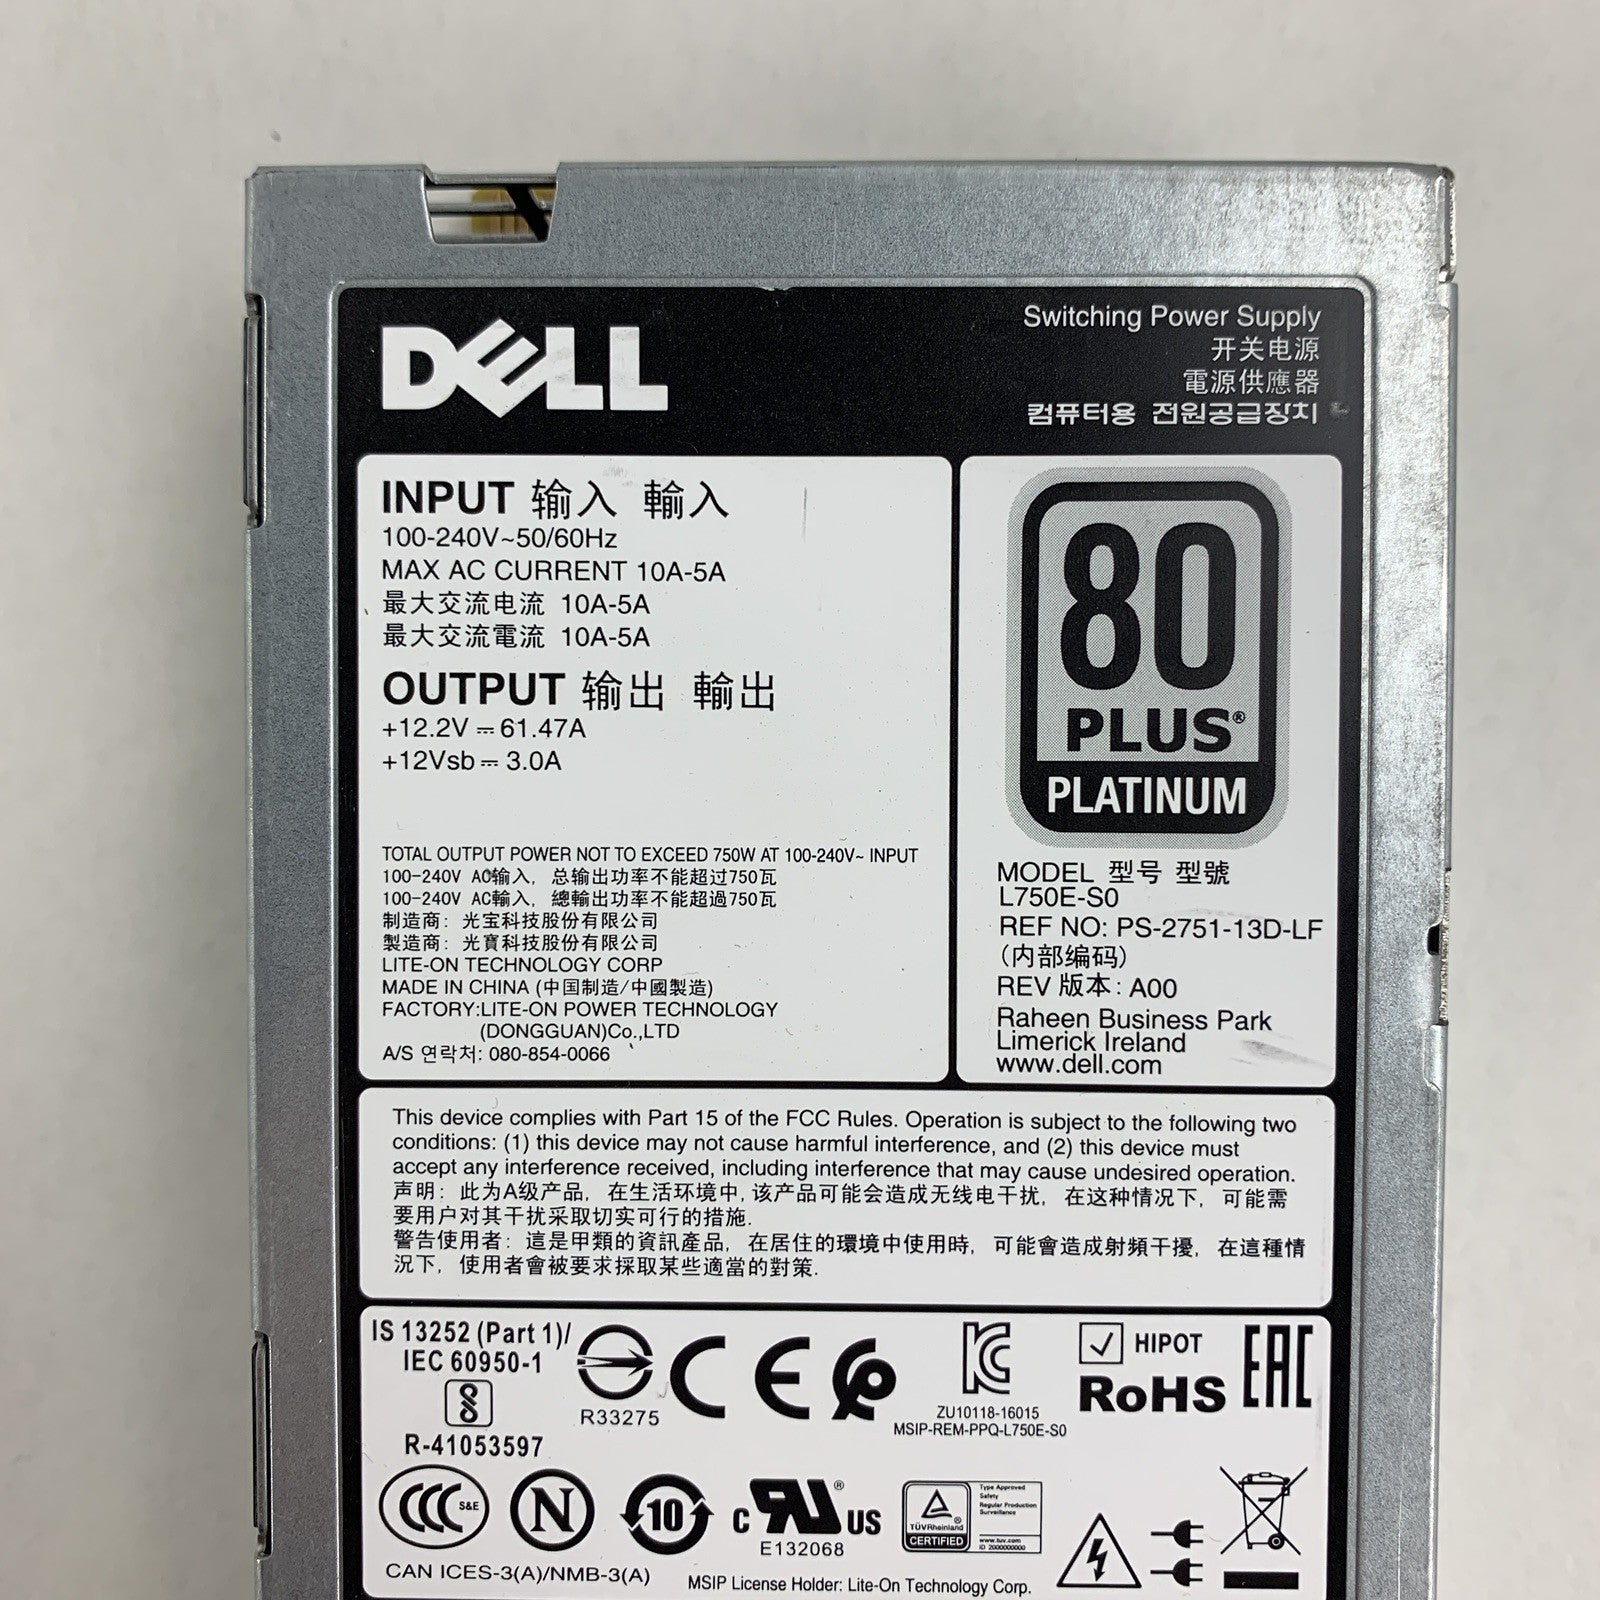 DELL
Switching Power Supply
开关电源
電源供應器
컴퓨터용 전원공급장치
INPUT 输入 輸入
100-240V~50/60Hz
MAX AC CURRENT 10A-5A
最大交流电流 10A-5A
最大交流電流 10A-5A
OUTPUT 输出 輸出
+12.2V ⎓ 61.47A
+12Vsb ⎓ 3.0A
TOTAL OUTPUT POWER NOT TO EXCEED 750W AT 100-240V~ INPUT
100-240V AC输入, 总输出功率不能超过750瓦
100-240V AC輸入, 總輸出功率不能超過750瓦
制造商: 光宝科技股份有限公司
製造商: 光寶科技股份有限公司
LITE-ON TECHNOLOGY CORP
MADE IN CHINA (中国制造/中國製造)
FACTORY:LITE-ON POWER TECHNOLOGY
(DONGGUAN)Co.,LTD
A/S 연락처: 080-854-0066
80
PLUS®
PLATINUM
MODEL 型号 型號
L750E-S0
REF NO: PS-2751-13D-LF
(内部编码)
REV 版本: A00
Raheen Business Park
Limerick Ireland
www.dell.com
This device complies with Part 15 of the FCC Rules. Operation is subject to the following two
conditions: (1) this device may not cause harmful interference, and (2) this device must
accept any interference received, including interference that may cause undesired operation.
声明: 此为A级产品, 在生活环境中, 该产品可能会造成无线电干扰, 在这种情况下, 可能需
要用户对其干扰采取切实可行的措施.
警告使用者: 這是甲類的資訊產品, 在居住的環境中使用時, 可能會造成射頻干擾, 在這種情
況下, 使用者會被要求採取某些適當的對策.
IS 13252 (Part 1)/
IEC 60950-1
R-41053597
R33275
CE
KC
ZU10118-16015
MSIP-REM-PPQ-L750E-S0
HIPOT
RoHS
EAC
CCC S&E
N
10
c RU® US
E132068
TÜVRheinland®
CERTIFIED
Type Approved
Safety
Regular Production
Surveillance
www.tuv.com
ID 2000000000
CAN ICES-3(A)/NMB-3(A)
MSIP License Holder: Lite-On Technology Corp.